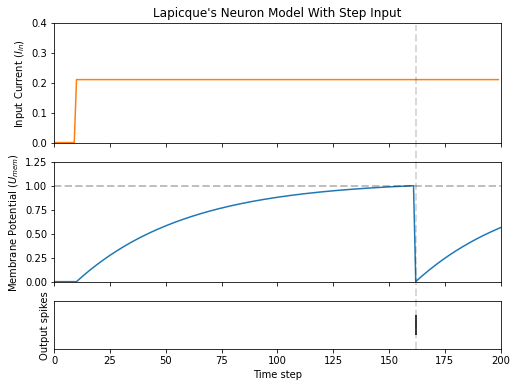 Lapicque's Neuron Model With Step Input
Input Current (I_in)
0.4
0.3
0.2
0.1
0.0
Membrane Potential (U_mem)
1.25
1.00
0.75
0.50
0.25
0.00
Output spikes
0 25 50 75 100 125 150 175 200
Time step